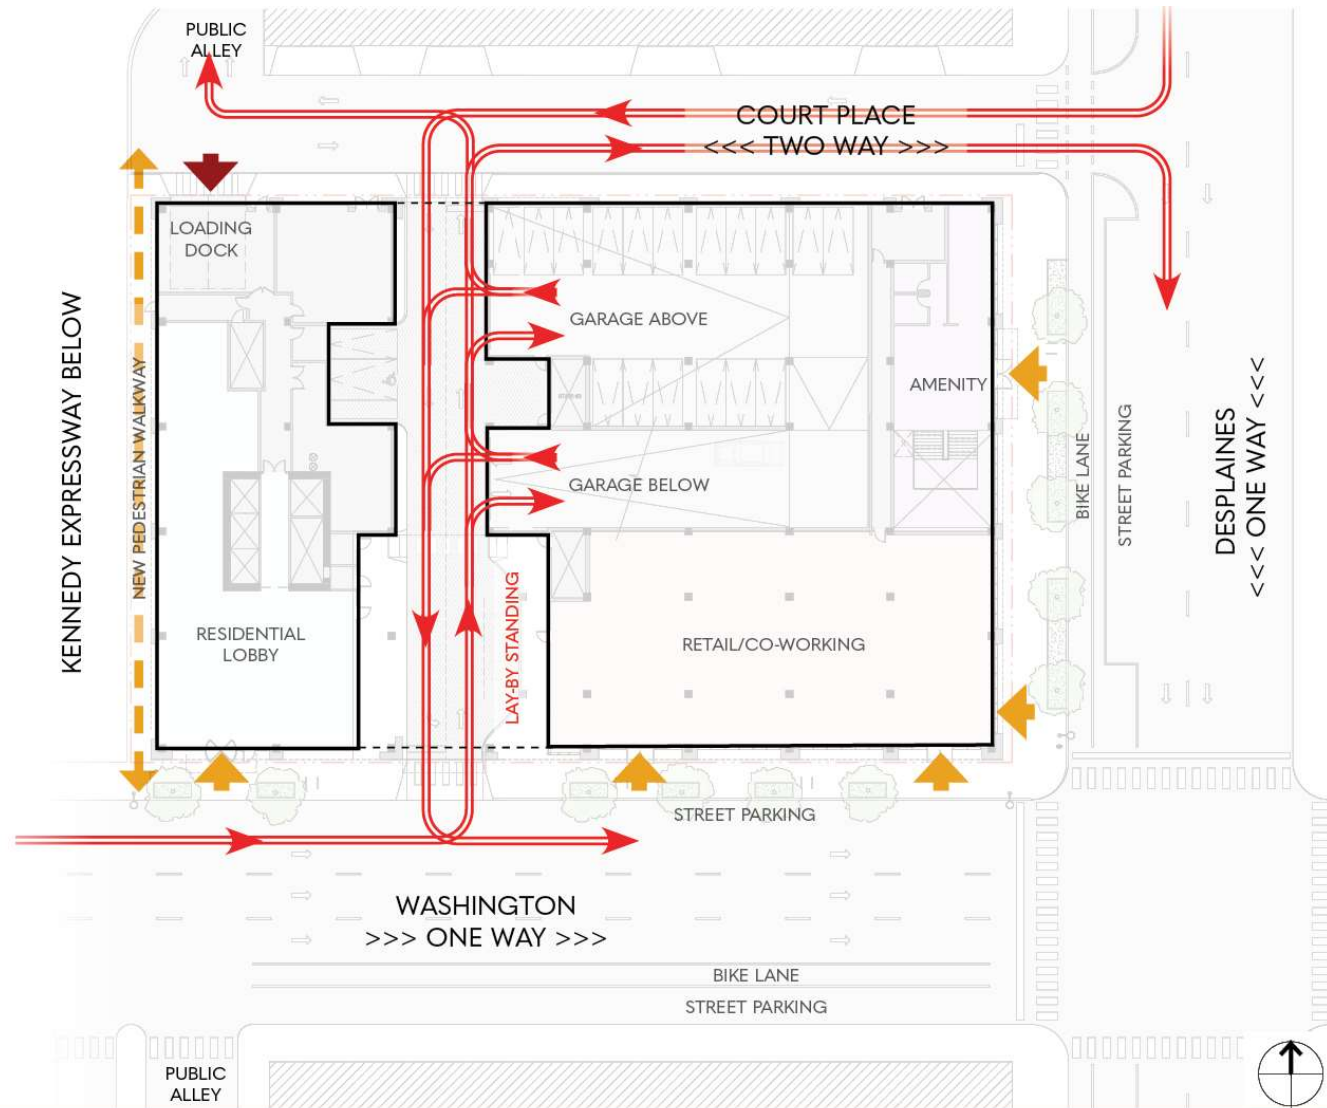 PUBLIC
ALLEY
COURT PLACE
<<< TWO WAY >>>
LOADING
DOCK
KENNEDY EXPRESSWAY BELOW
NEW PEDESTRIAN WALKWAY
GARAGE ABOVE
AMENITY
GARAGE BELOW
BIKE LANE
STREET PARKING
DESPLAINES
<<< ONE WAY <<<
LAY-BY STANDING
RESIDENTIAL
LOBBY
RETAIL/CO-WORKING
STREET PARKING
WASHINGTON
>>> ONE WAY >>>
BIKE LANE
STREET PARKING
PUBLIC
ALLEY